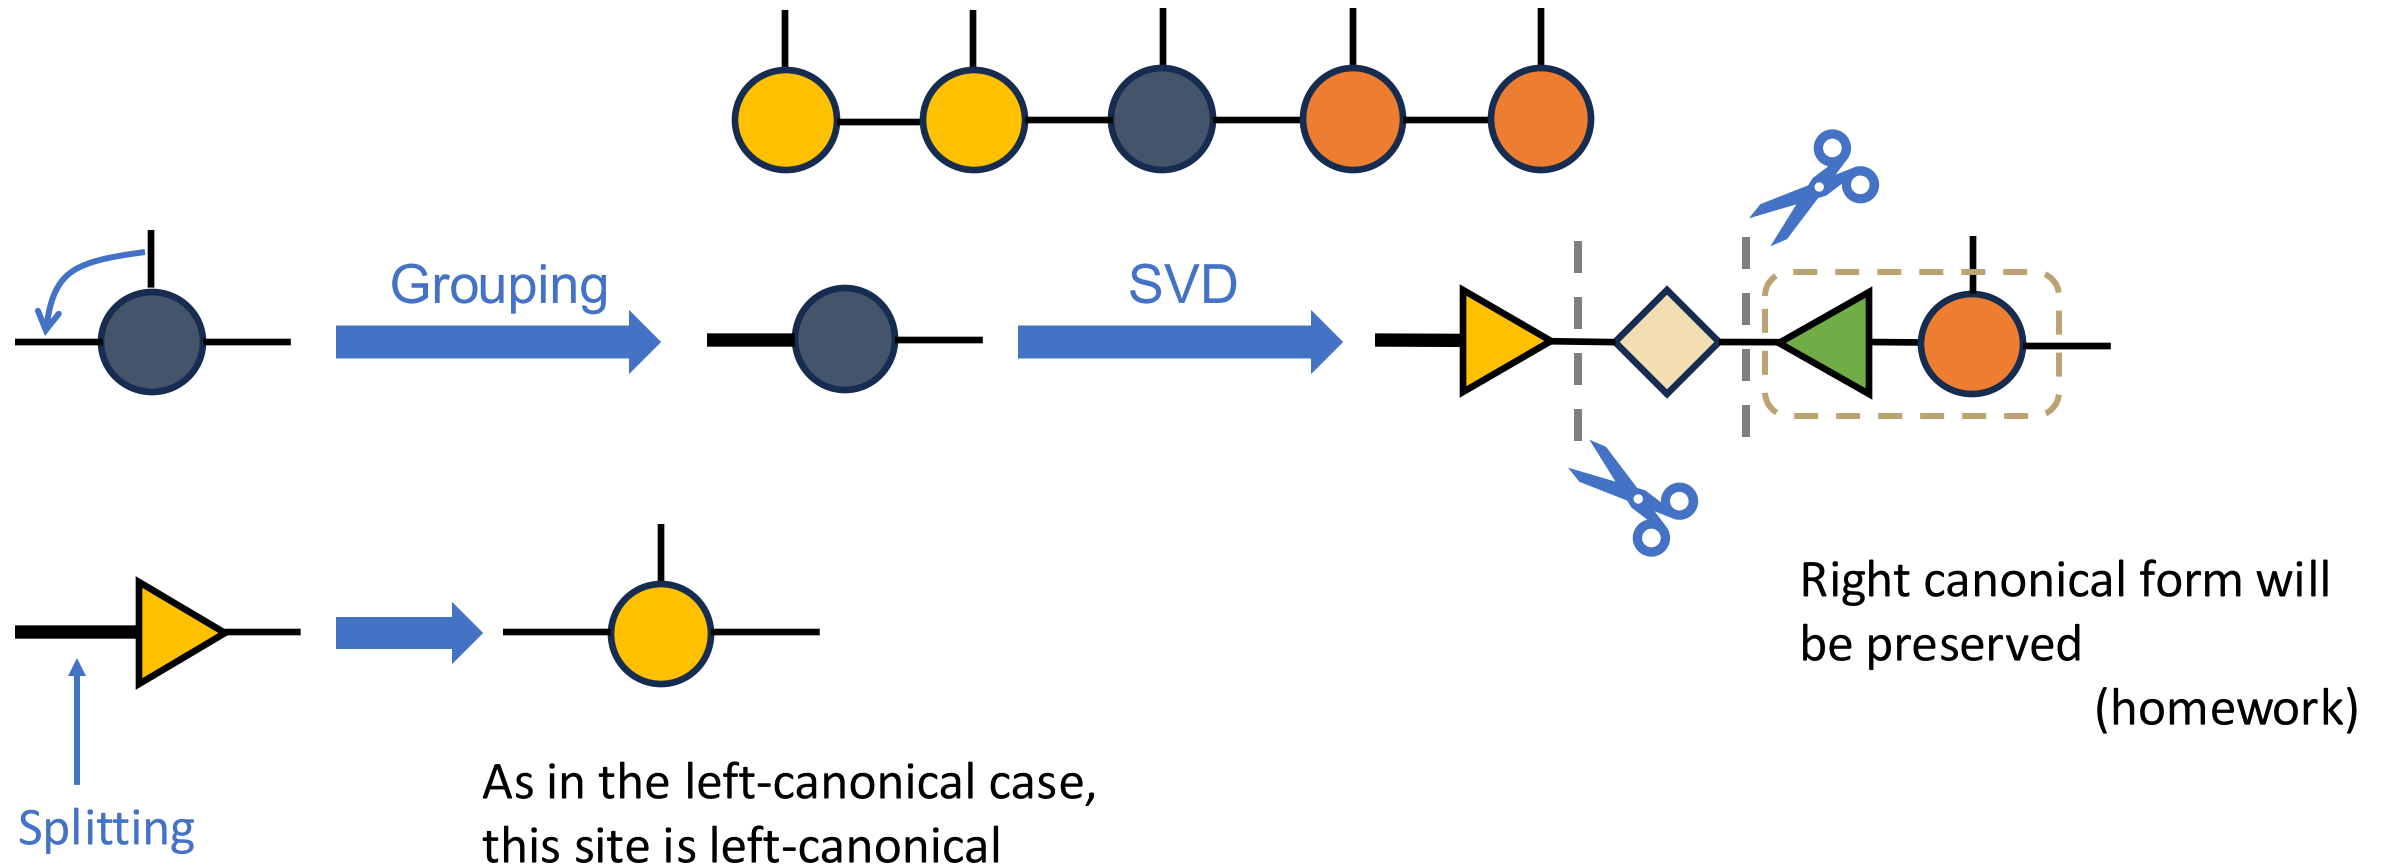 Grouping
SVD
Right canonical form will
be preserved
(homework)
Splitting
As in the left-canonical case,
this site is left-canonical